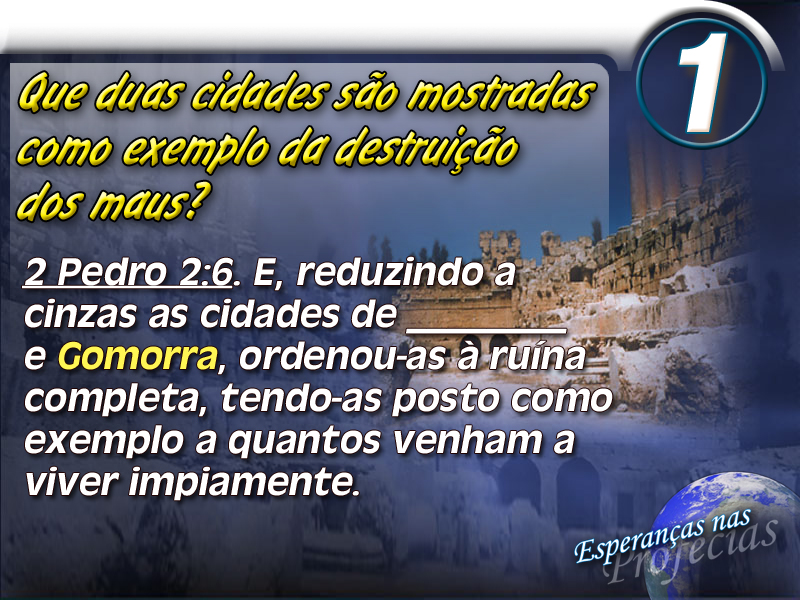 Que duas cidades são mostradas
como exemplo da destruição
dos maus?
1
2 Pedro 2:6. E, reduzindo a
cinzas as cidades de ________
e Gomorra, ordenou-as à ruína
completa, tendo-as posto como
exemplo a quantos venham a
viver impiamente.
Esperanças nas
Profecias